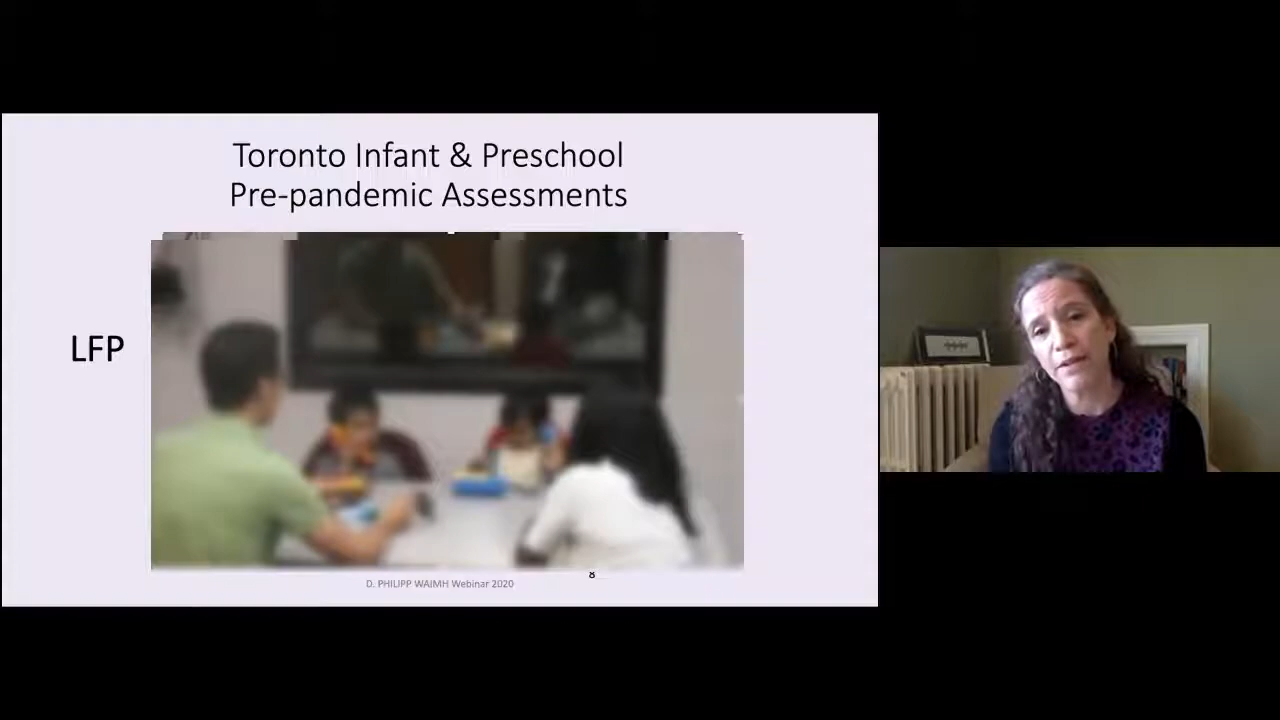 Toronto Infant & Preschool
Pre-pandemic Assessments
LFP
D. PHILIPP WAIMH Webinar 2020
8